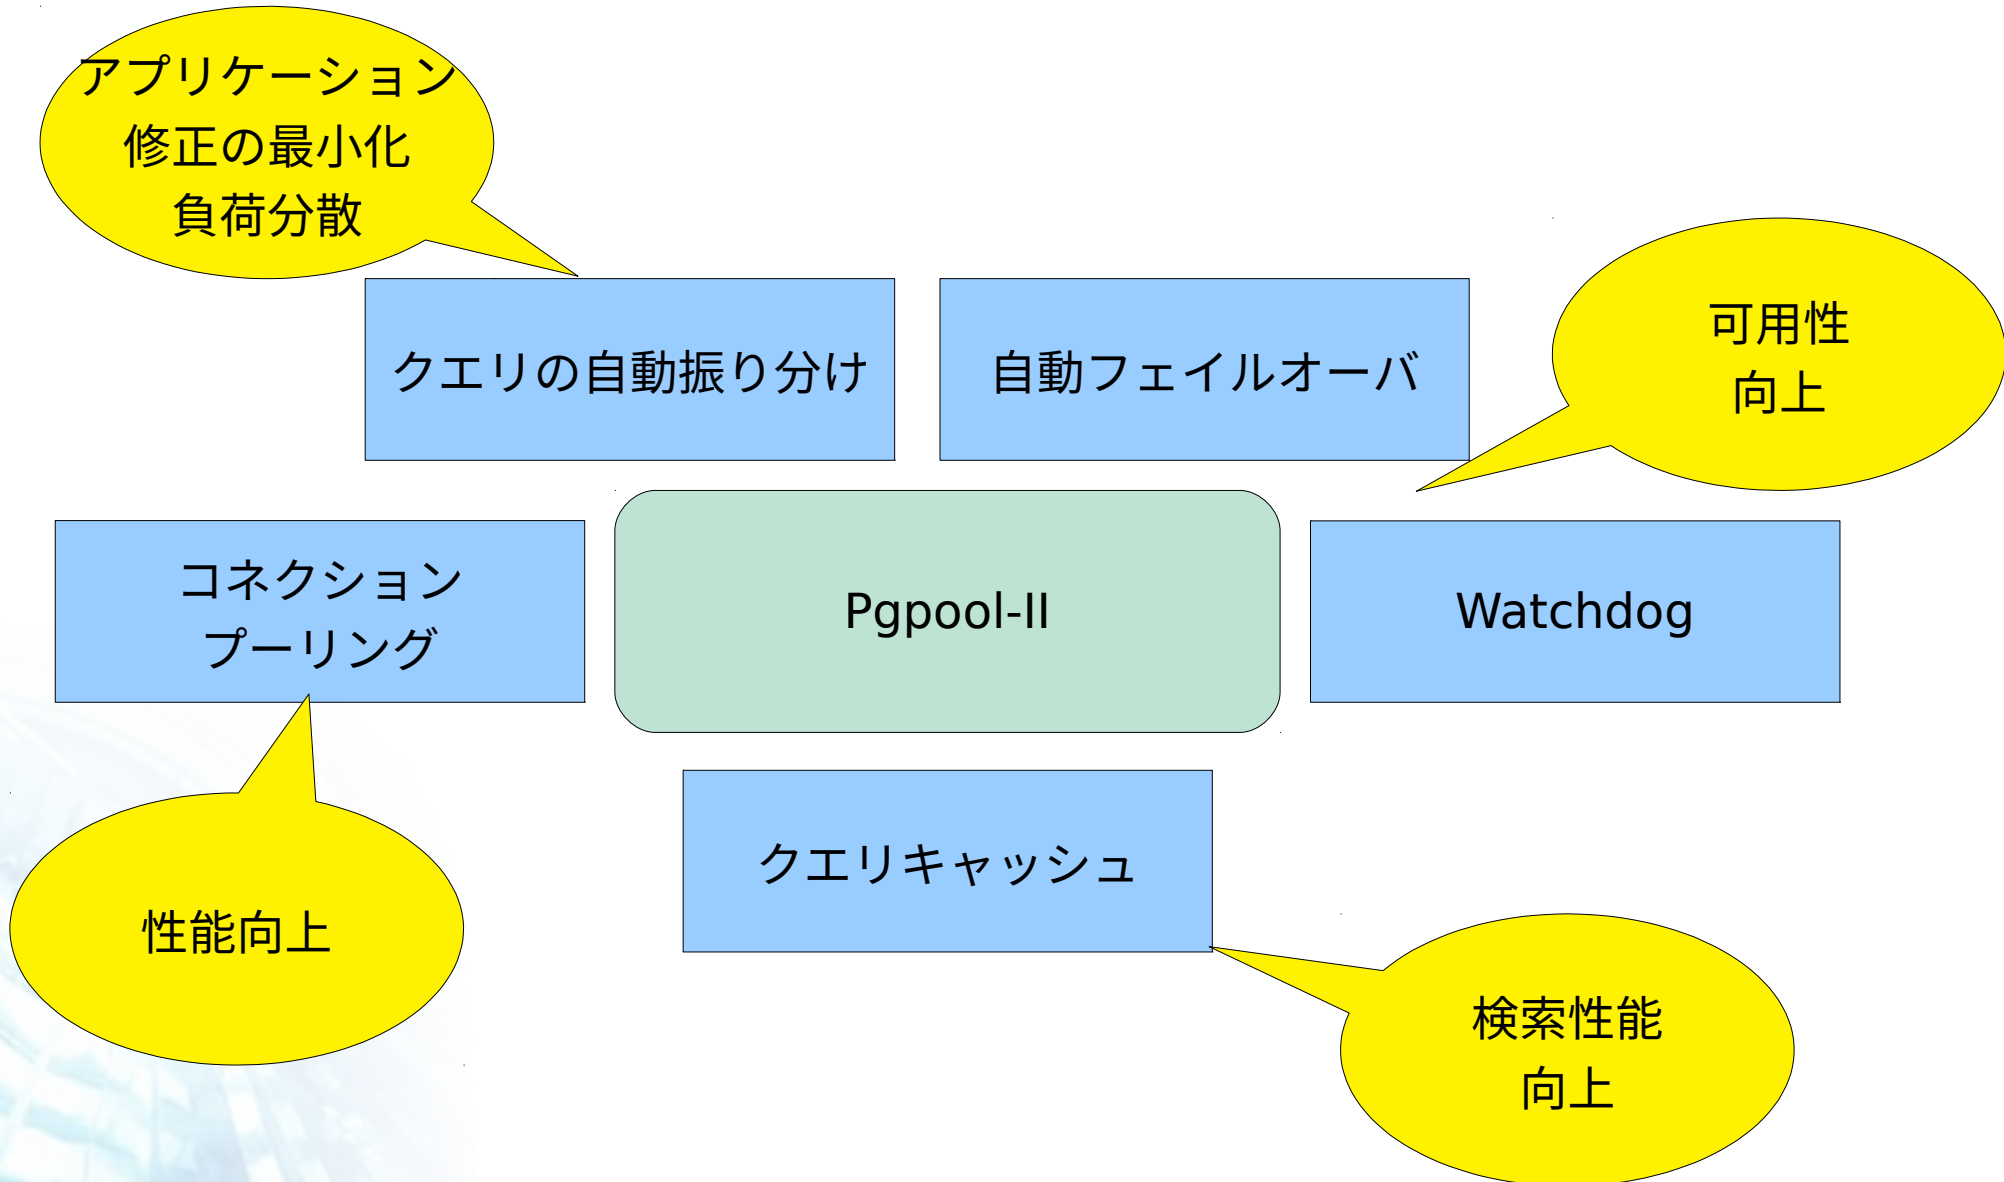 アプリケーション
修正の最小化
負荷分散
クエリの自動振り分け
自動フェイルオーバ
可用性
向上
コネクション
プーリング
Pgpool-II
Watchdog
クエリキャッシュ
性能向上
検索性能
向上